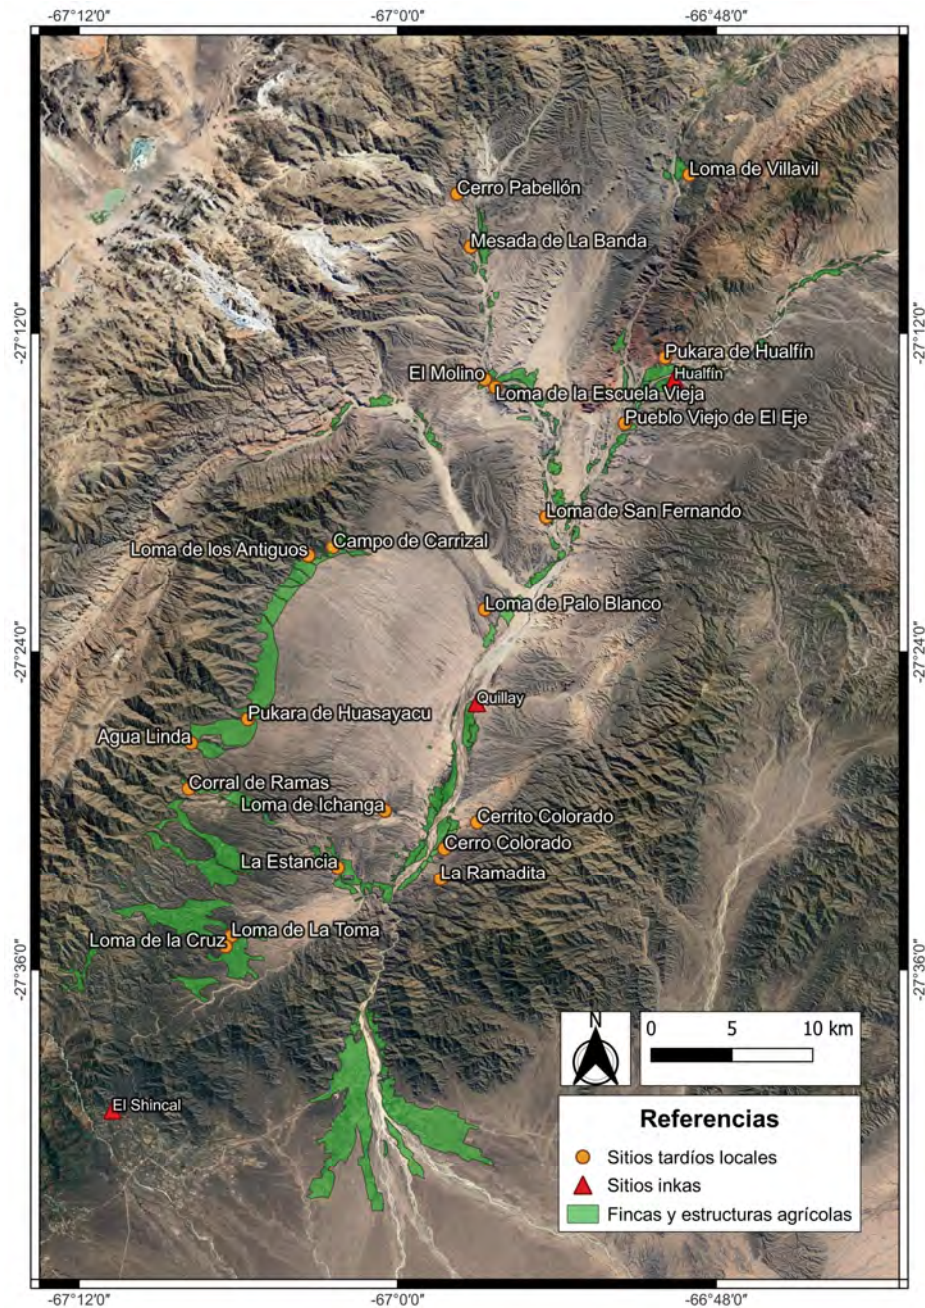 -67°12'0" -67°0'0" -66°48'0"
Loma de Villavil
Cerro Pabellón
Mesada de La Banda
-27°12'0" -27°12'0"
Pukara de Hualfín
El Molino
Hualfín
Loma de la Escuela Vieja
Pueblo Viejo de El Eje
Loma de San Fernando
Campo de Carrizal
Loma de los Antiguos
Loma de Palo Blanco
-27°24'0" -27°24'0"
Quillay
Pukara de Huasayacu
Agua Linda
Corral de Ramas
Loma de Ichanga
Cerrito Colorado
Cerro Colorado
La Estancia
La Ramadita
Loma de La Toma
Loma de la Cruz
-27°36'0" -27°36'0"
N
0 5 10 km
El Shincal
Referencias
Sitios tardíos locales
Sitios inkas
Fincas y estructuras agrícolas
-67°12'0" -67°0'0" -66°48'0"